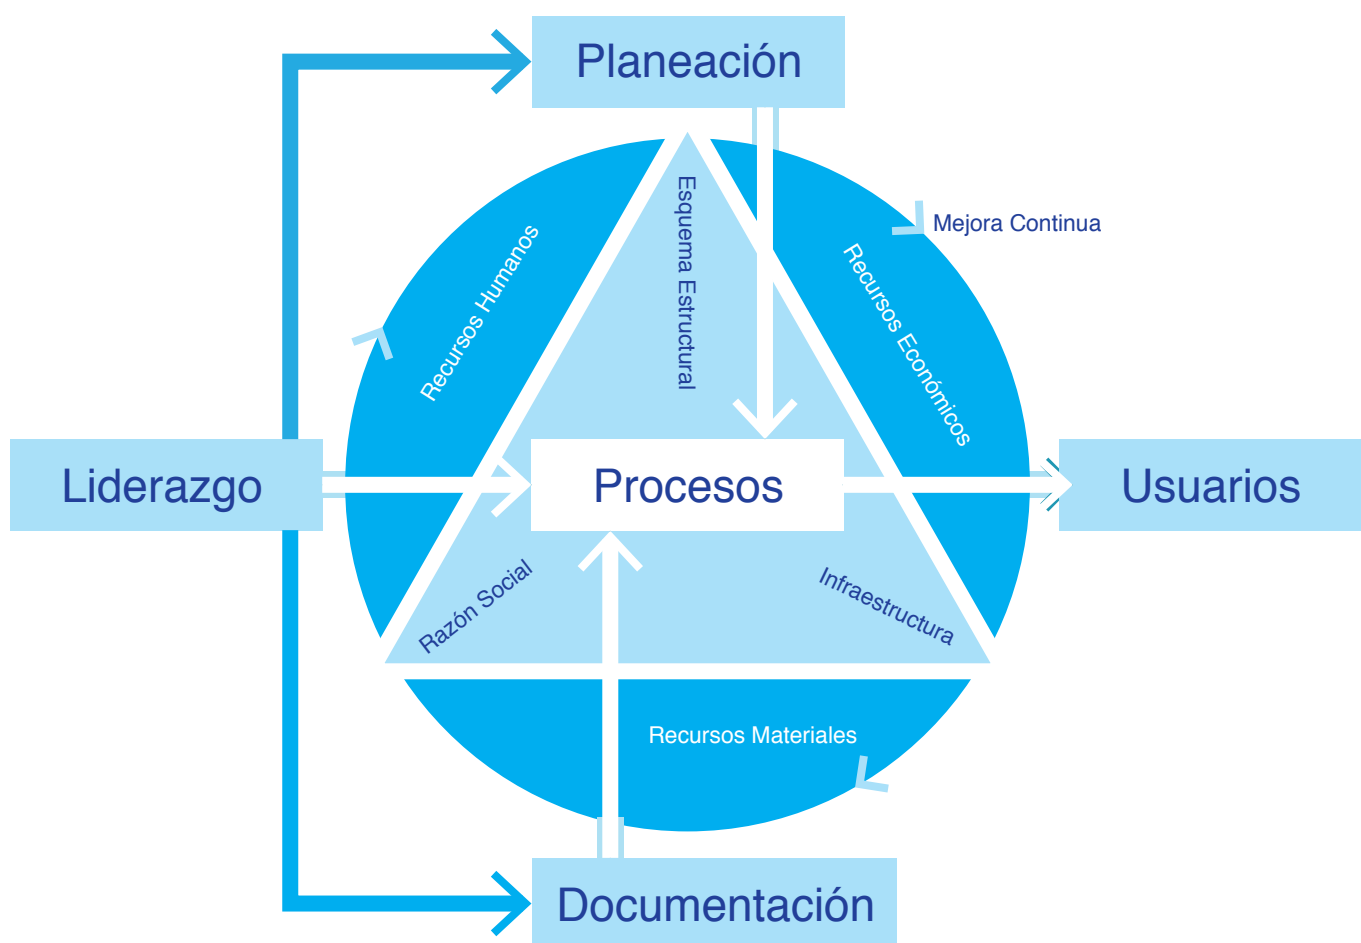 Planeación
Esquema Estructural
Mejora Continua
Recursos Humanos
Recursos Económicos
Liderazgo
Procesos
Usuarios
Razón Social
Infraestructura
Recursos Materiales
Documentación